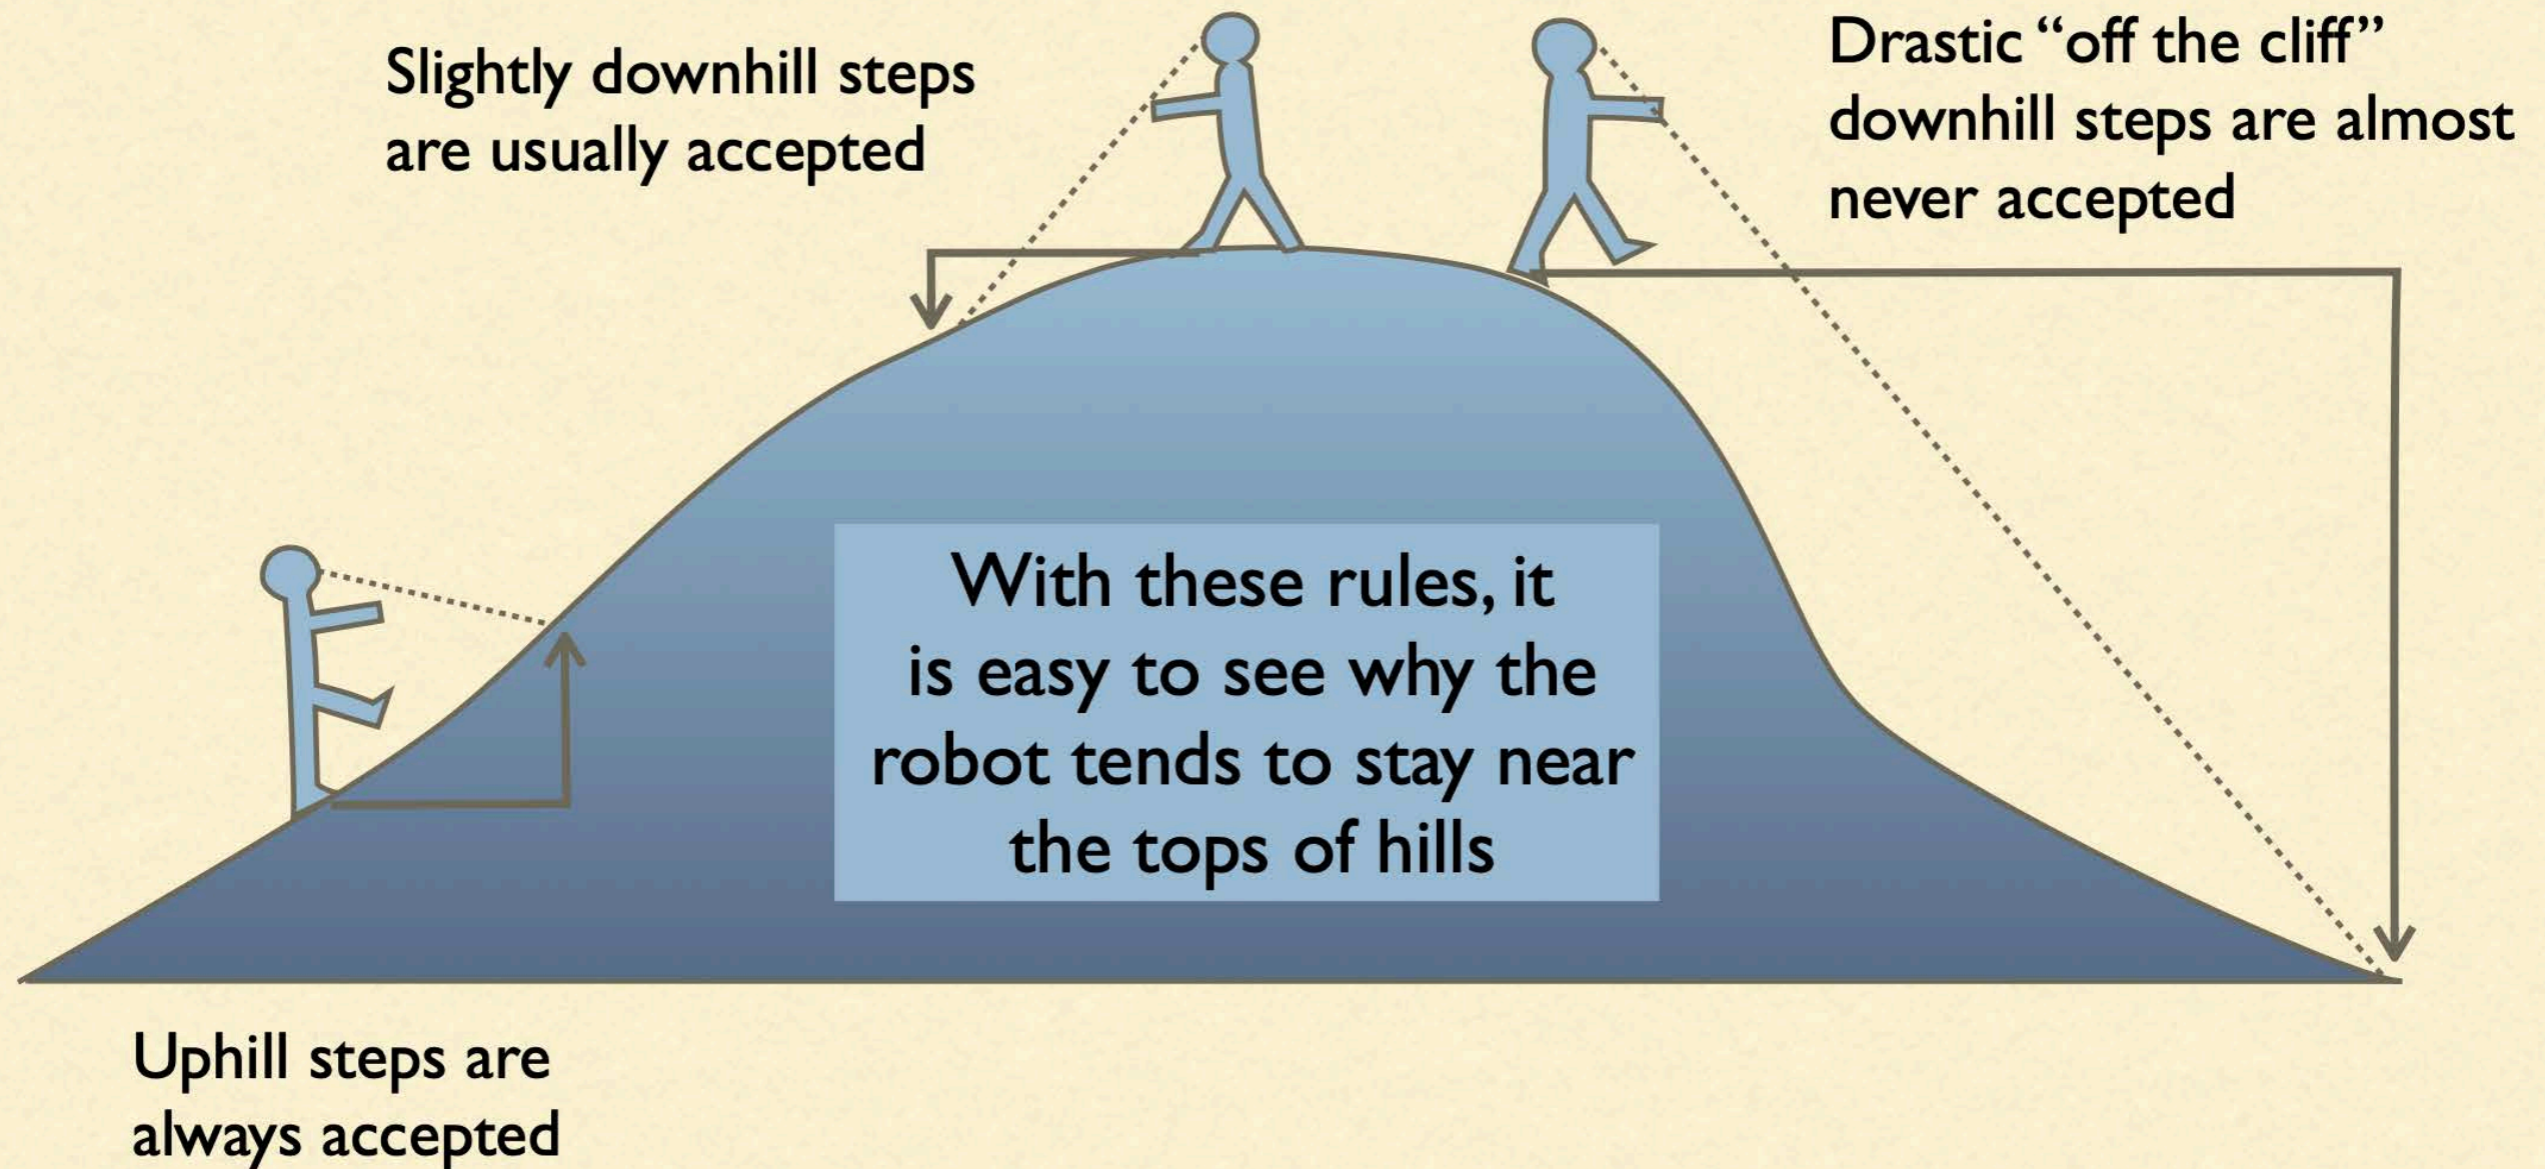 Slightly downhill steps
are usually accepted
Drastic “off the cliff”
downhill steps are almost
never accepted
With these rules, it
is easy to see why the
robot tends to stay near
the tops of hills
Uphill steps are
always accepted